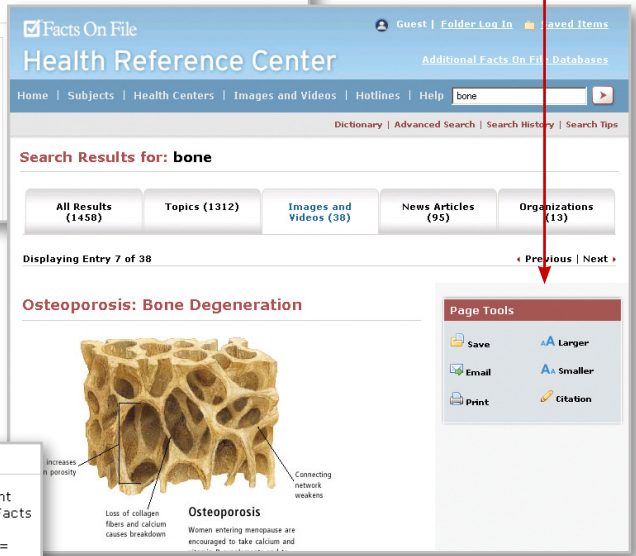 Facts On File
Guest | Folder Log In Saved Items
Health Reference Center
Additional Facts On File Databases
Home | Subjects | Health Centers | Images and Videos | Hotlines | Help bone
Dictionary | Advanced Search | Search History | Search Tips
Search Results for: bone
All Results (1458)
Topics (1312)
Images and Videos (38)
News Articles (95)
Organizations (13)
Displaying Entry 7 of 38
Previous | Next
Osteoporosis: Bone Degeneration
Page Tools
Save
AA Larger
Email
AA Smaller
Print
Citation
increases
n porosity
Connecting
network
weakens
Loss of collagen
fibers and calcium
causes breakdown
Osteoporosis
Women entering menopause are
encouraged to take calcium and
nt
Facts
=